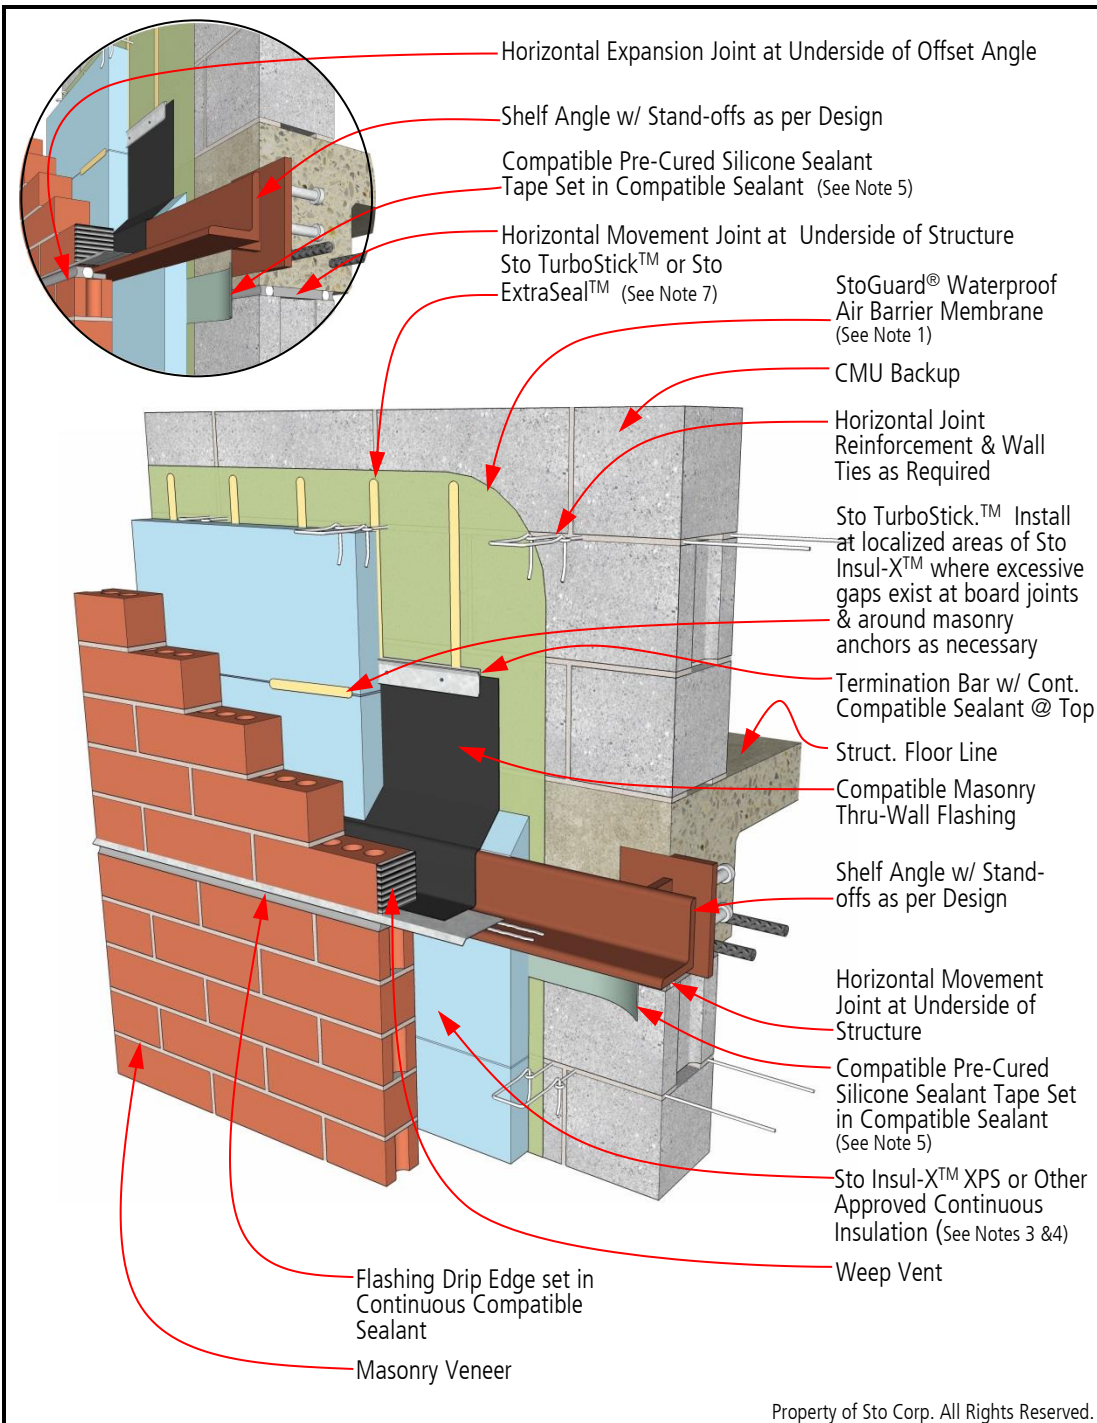 Horizontal Expansion Joint at Underside of Offset Angle
Shelf Angle w/ Stand-offs as per Design
Compatible Pre-Cured Silicone Sealant
Tape Set in Compatible Sealant (See Note 5)
Horizontal Movement Joint at Underside of Structure
Sto TurboStick™ or Sto
ExtraSeal™ (See Note 7)
StoGuard® Waterproof
Air Barrier Membrane
(See Note 1)
CMU Backup
Horizontal Joint
Reinforcement & Wall
Ties as Required
Sto TurboStick.™ Install
at localized areas of Sto
Insul-X™ where excessive
gaps exist at board joints
& around masonry
anchors as necessary
Termination Bar w/ Cont.
Compatible Sealant @ Top
Struct. Floor Line
Compatible Masonry
Thru-Wall Flashing
Shelf Angle w/ Stand-
offs as per Design
Horizontal Movement
Joint at Underside of
Structure
Compatible Pre-Cured
Silicone Sealant Tape Set
in Compatible Sealant
(See Note 5)
Sto Insul-X™ XPS or Other
Approved Continuous
Insulation (See Notes 3 &4)
Weep Vent
Flashing Drip Edge set in
Continuous Compatible
Sealant
Masonry Veneer
Property of Sto Corp. All Rights Reserved.